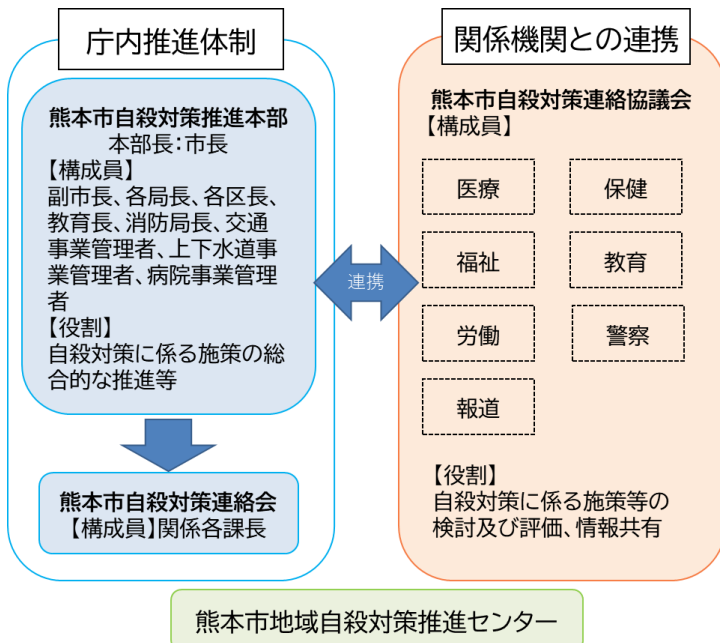 庁内推進体制
熊本市自殺対策推進本部
本部長：市長
【構成員】
副市長、各局長、各区長、
教育長、消防局長、交通
事業管理者、上下水道事
業管理者、病院事業管理
者
【役割】
自殺対策に係る施策の総
合的な推進等
熊本市自殺対策連絡会
【構成員】関係各課長
連携
関係機関との連携
熊本市自殺対策連絡協議会
【構成員】
医療
保健
福祉
教育
労働
警察
報道
【役割】
自殺対策に係る施策等の
検討及び評価、情報共有
熊本市地域自殺対策推進センター